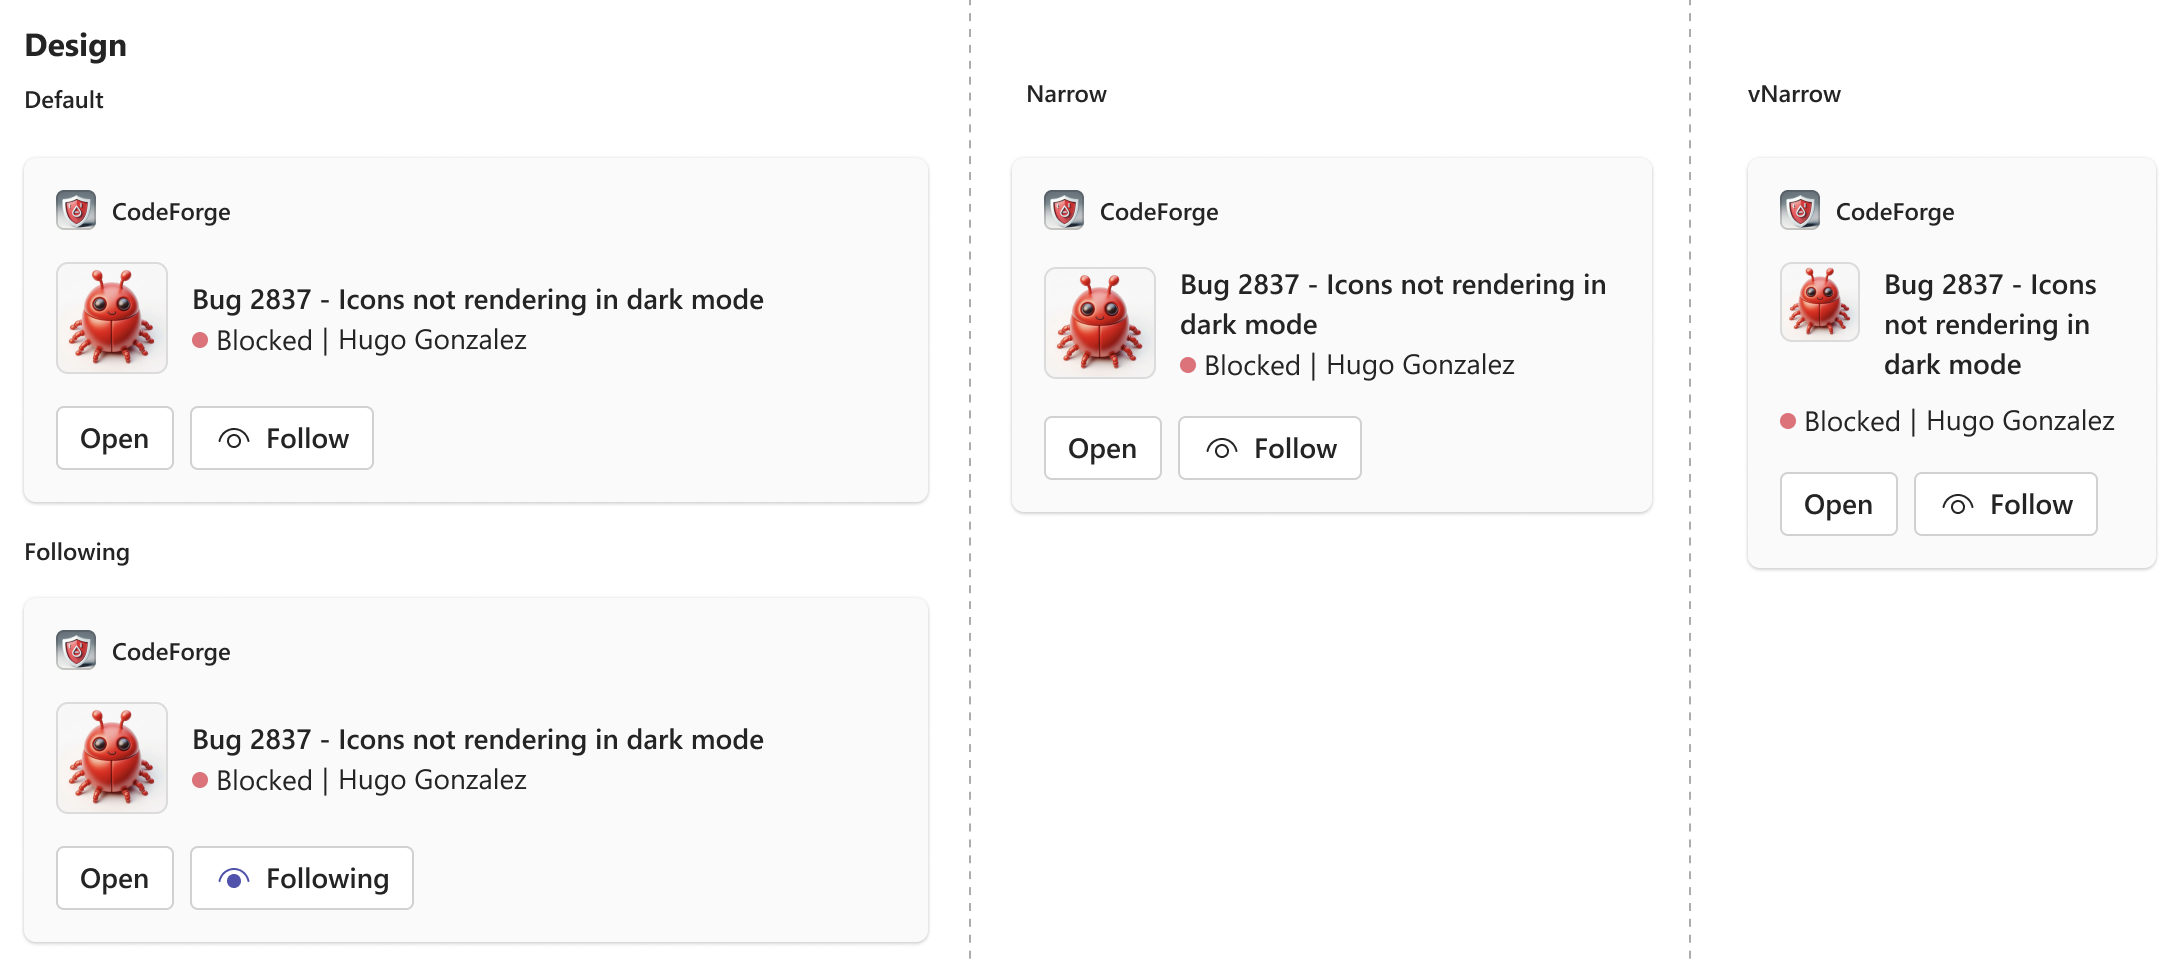 Design
Default
CodeForge
Bug 2837 - Icons not rendering in dark mode
Blocked | Hugo Gonzalez
Open
Follow
Following
CodeForge
Bug 2837 - Icons not rendering in dark mode
Blocked | Hugo Gonzalez
Open
Following
Narrow
CodeForge
Bug 2837 - Icons not rendering in
dark mode
Blocked | Hugo Gonzalez
Open
Follow
vNarrow
CodeForge
Bug 2837 - Icons
not rendering in
dark mode
Blocked | Hugo Gonzalez
Open
Follow